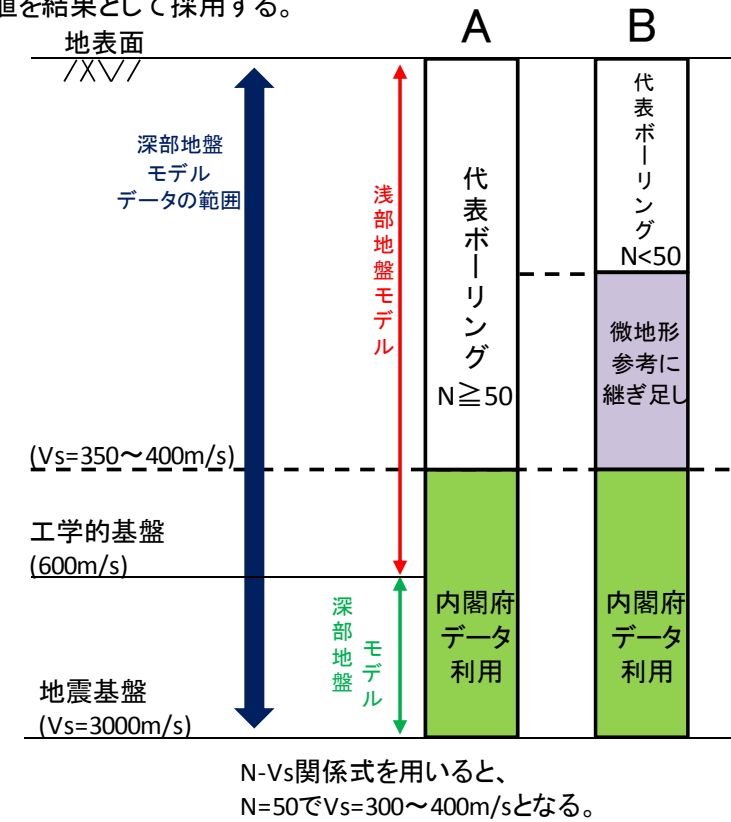 値を結果として採用する。
A
B
地表面
深部地盤
モデル
データの範囲
浅部地盤モデル
代表ボーリング
N≧50
代表ボーリング
N<50
微地形
参考に
継ぎ足し
(Vs=350～400m/s)
工学的基盤
(600m/s)
深部地盤
モデル
内閣府
データ
利用
内閣府
データ
利用
地震基盤
(Vs=3000m/s)
N-Vs関係式を用いると、
N=50でVs=300～400m/sとなる。